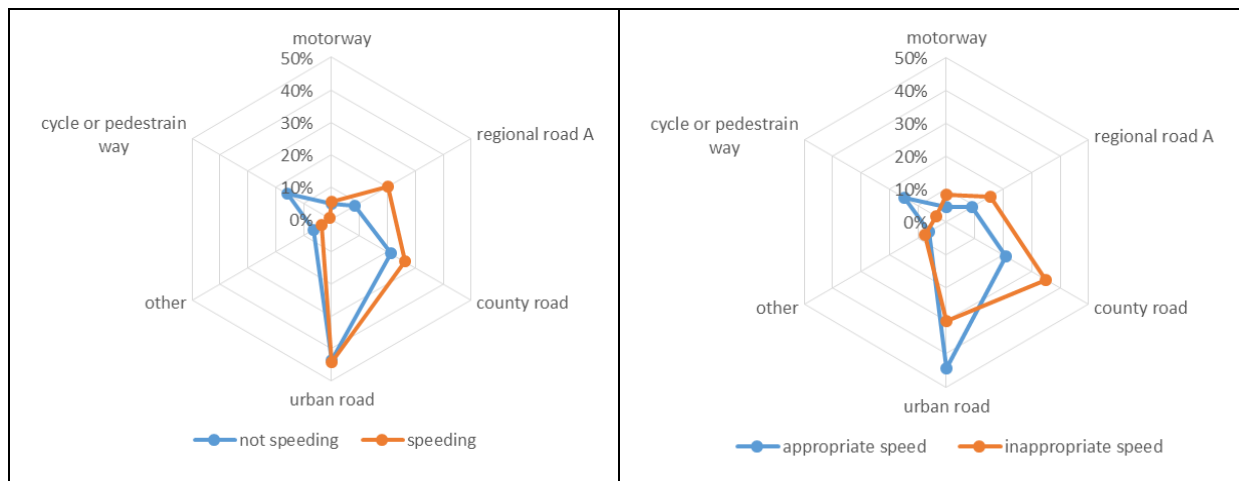 motorway
50%
40%
30%
20%
10%
0%
regional road A
county road
urban road
other
cycle or pedestrain
way
not speeding
speeding
motorway
50%
40%
30%
20%
10%
0%
regional road A
county road
urban road
other
cycle or pedestrain
way
appropriate speed
inappropriate speed